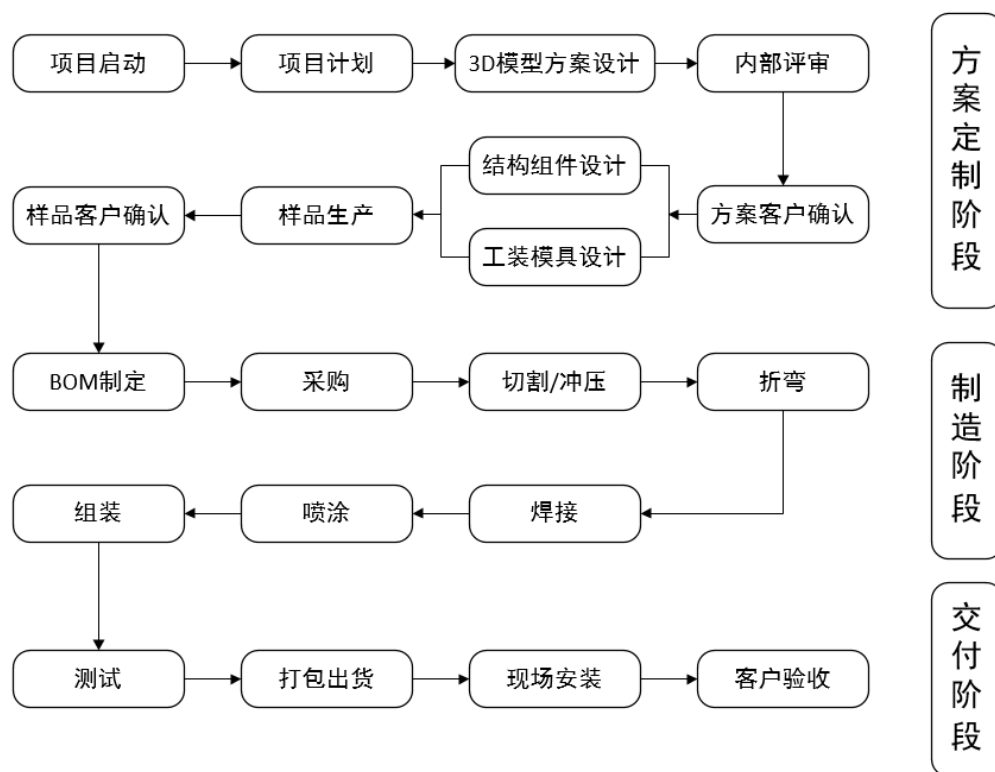 项目启动
项目计划
3D模型方案设计
内部评审
方案定制阶段
结构组件设计
样品客户确认
样品生产
方案客户确认
工装模具设计
BOM制定
采购
切割/冲压
折弯
制造阶段
组装
喷涂
焊接
测试
打包出货
现场安装
客户验收
交付阶段